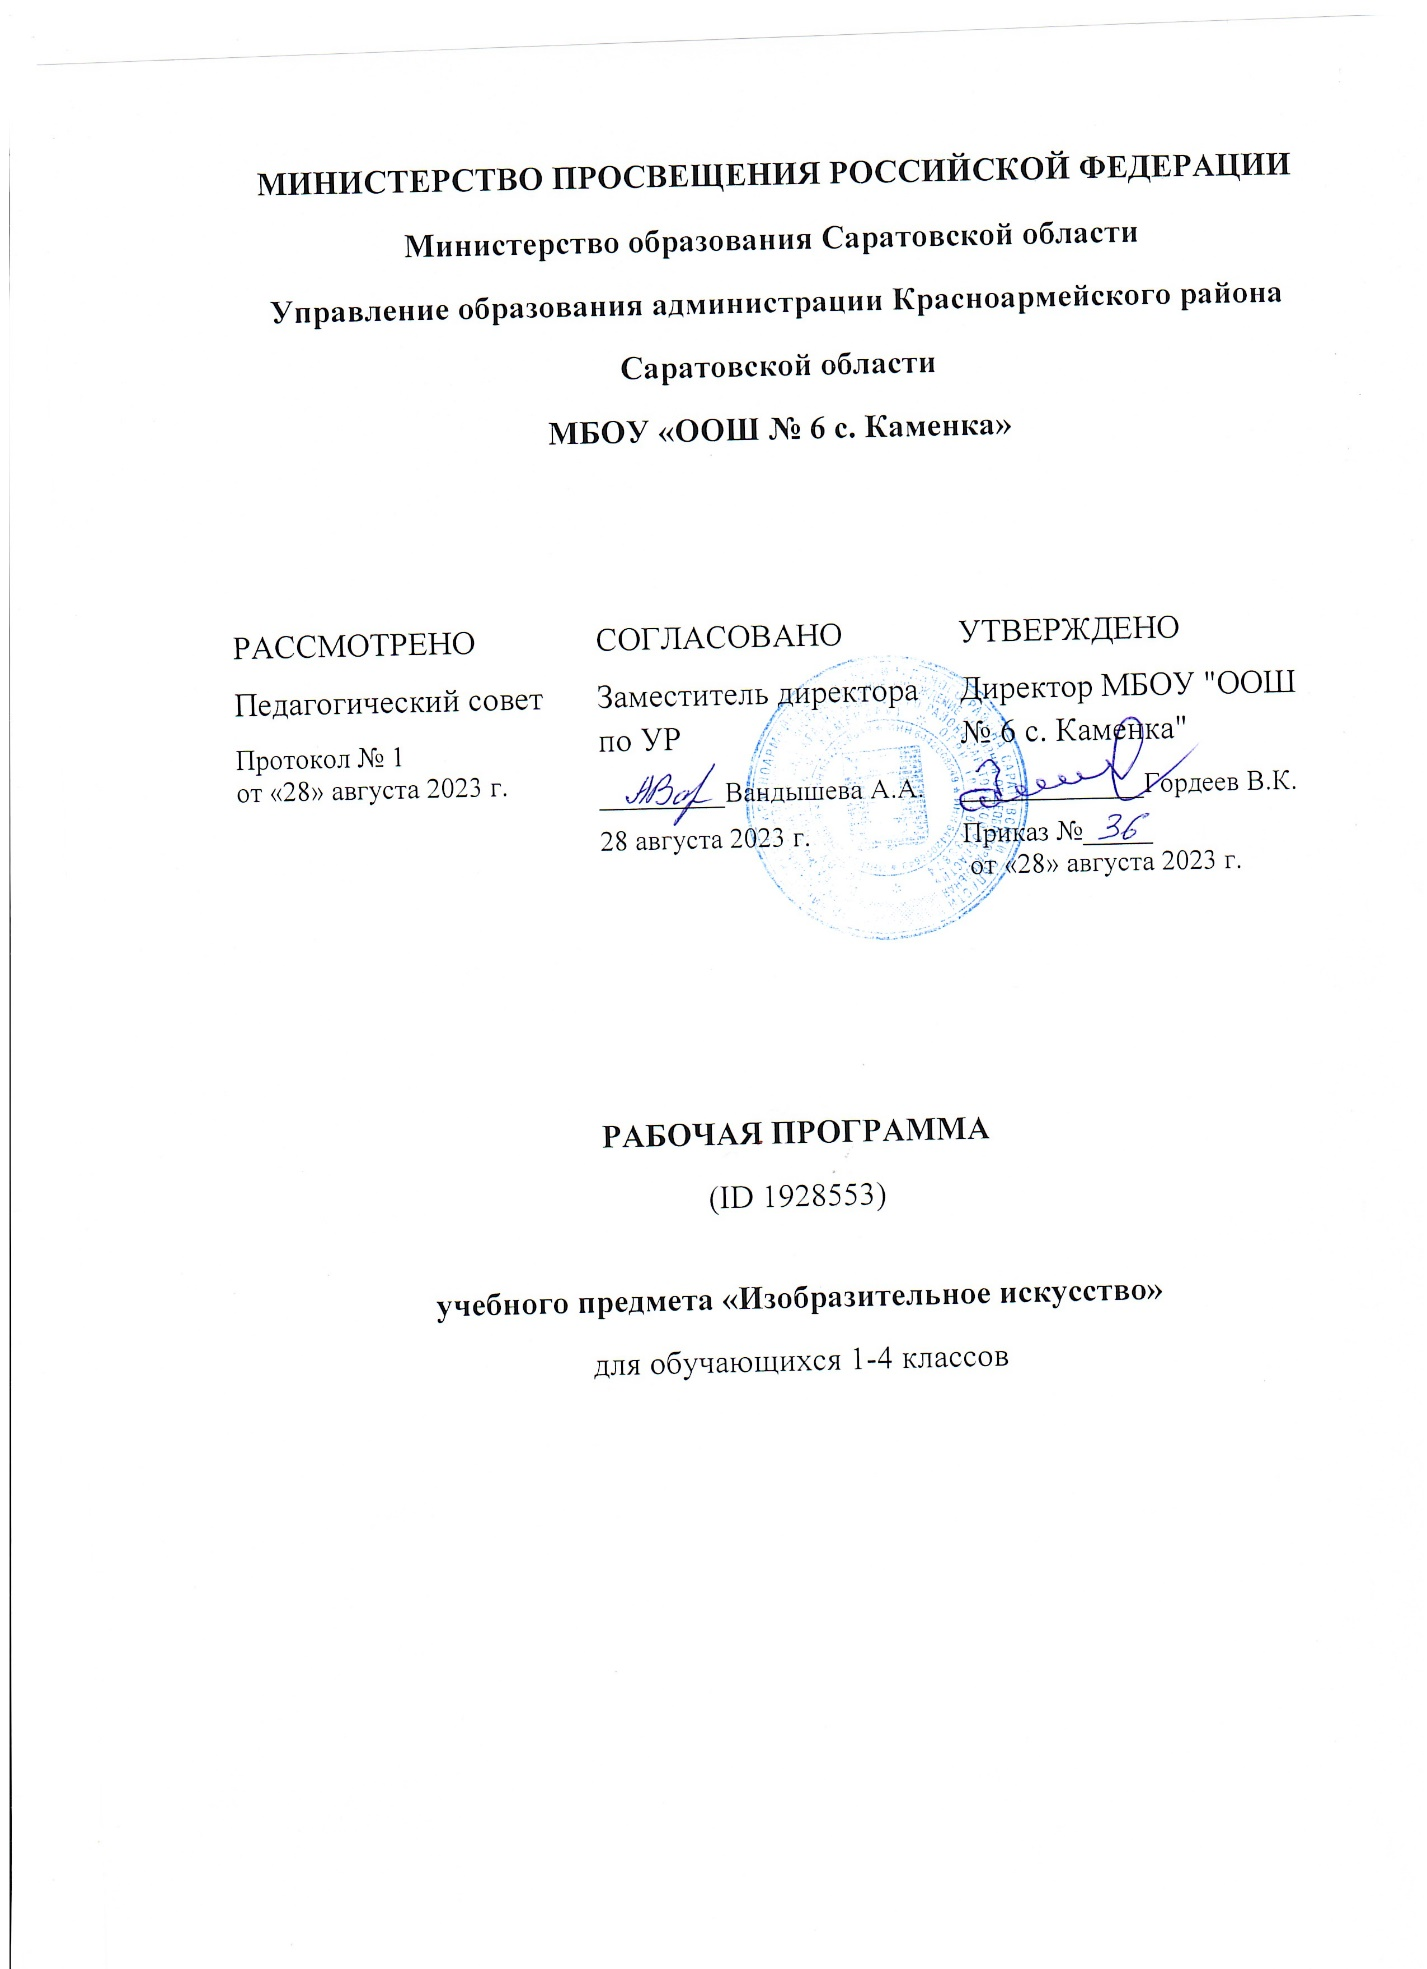 МИНИСТЕРСТВО ПРОСВЕЩЕНИЯ РОССИЙСКОЙ ФЕДЕРАЦИИ
Министерство образования Саратовской области
Управление образования администрации Красноармейского района
Саратовской области
МБОУ «ООШ № 6 с. Каменка»
РАССМОТРЕНО
Педагогический совет
Протокол № 1
от «28» августа 2023 г.
СОГЛАСОВАНО
Заместитель директора
по УР
Вандышева А.А.
28 августа 2023 г.
УТВЕРЖДЕНО
Директор МБОУ "ООШ
№ 6 с. Каменка"
Гордеев В.К.
Приказ № 36
от «28» августа 2023 г.
РАБОЧАЯ ПРОГРАММА
(ID 1928553)
учебного предмета «Изобразительное искусство»
для обучающихся 1-4 классов